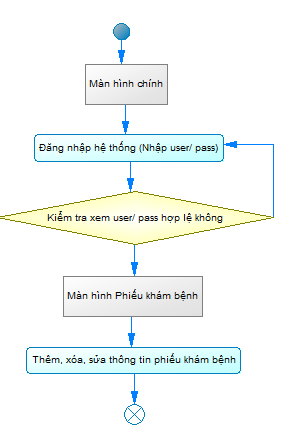 Màn hình chính
Đăng nhập hệ thống (Nhập user/ pass)
Kiểm tra xem user/ pass hợp lệ không
Màn hình Phiếu khám bệnh
Thêm, xóa, sửa thông tin phiếu khám bệnh